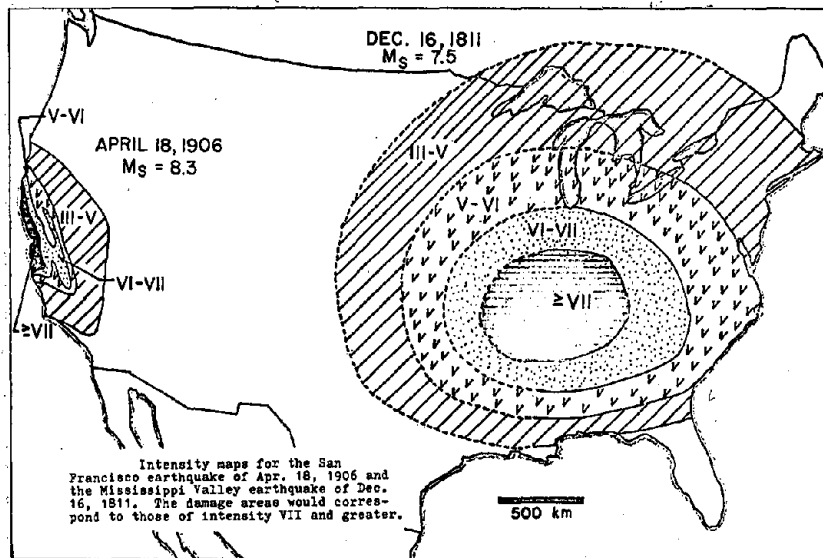 DEC. 16, 1811
MS = 7.5
V-VI
APRIL 18, 1906
MS = 8.3
III-V
III-V
V-VI
VI-VII
VI-VII
≥VII
≥VII
Intensity maps for the San
Francisco earthquake of Apr. 18, 1906 and
the Mississippi Valley earthquake of Dec.
16, 1811. The damage areas would corres-
pond to those of intensity VII and greater.
500 km